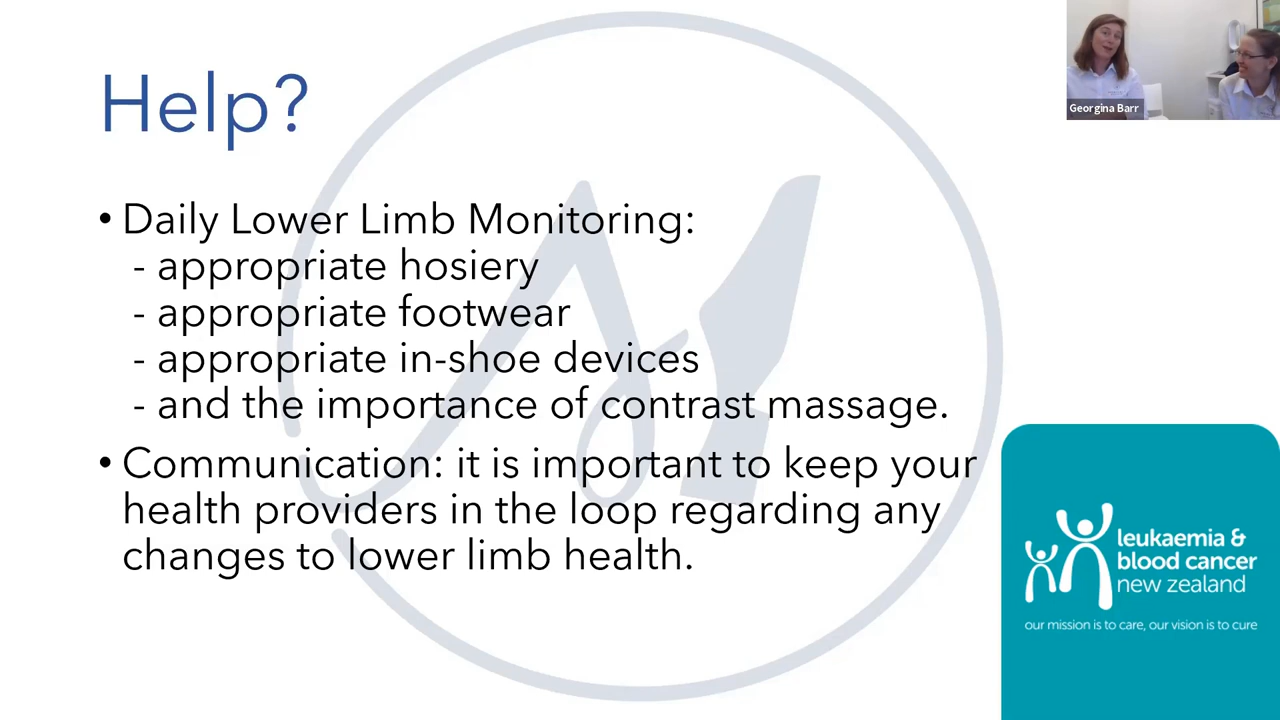 Help?
• Daily Lower Limb Monitoring:
- appropriate hosiery
- appropriate footwear
- appropriate in-shoe devices
- and the importance of contrast massage.
• Communication: it is important to keep your
health providers in the loop regarding any
changes to lower limb health.
Georgina Barr
leukaemia &
blood cancer
new zealand
our mission is to care, our vision is to cure